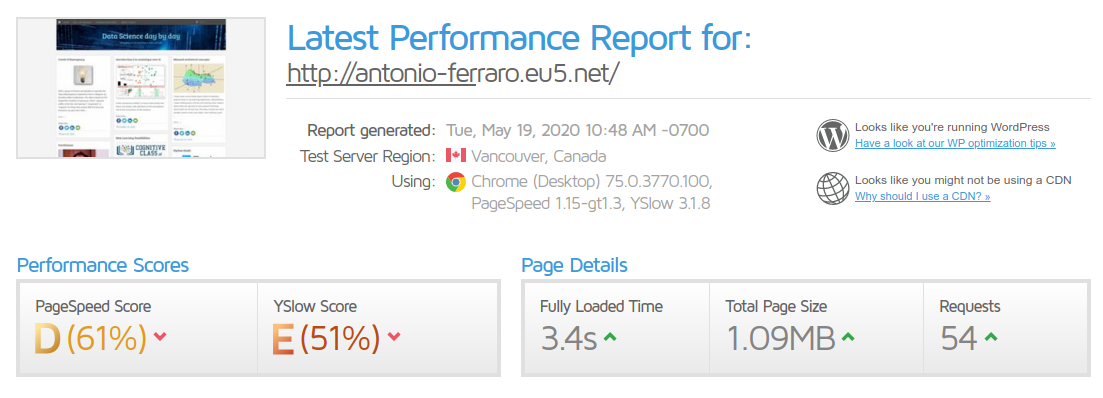 Data Science day by day
Latest Performance Report for:
http://antonio-ferraro.eu5.net/
Report generated: Tue, May 19, 2020 10:48 AM -0700
Test Server Region: Vancouver, Canada
Using: Chrome (Desktop) 75.0.3770.100,
PageSpeed 1.15-gt1.3, YSlow 3.1.8
Looks like you're running WordPress
Have a look at our WP optimization tips »
Looks like you might not be using a CDN
Why should I use a CDN? »
COGNITIVE
CLASS.ai
Performance Scores
PageSpeed Score
D (61%)
YSlow Score
E (51%)
Page Details
Fully Loaded Time
3.4s
Total Page Size
1.09MB
Requests
54